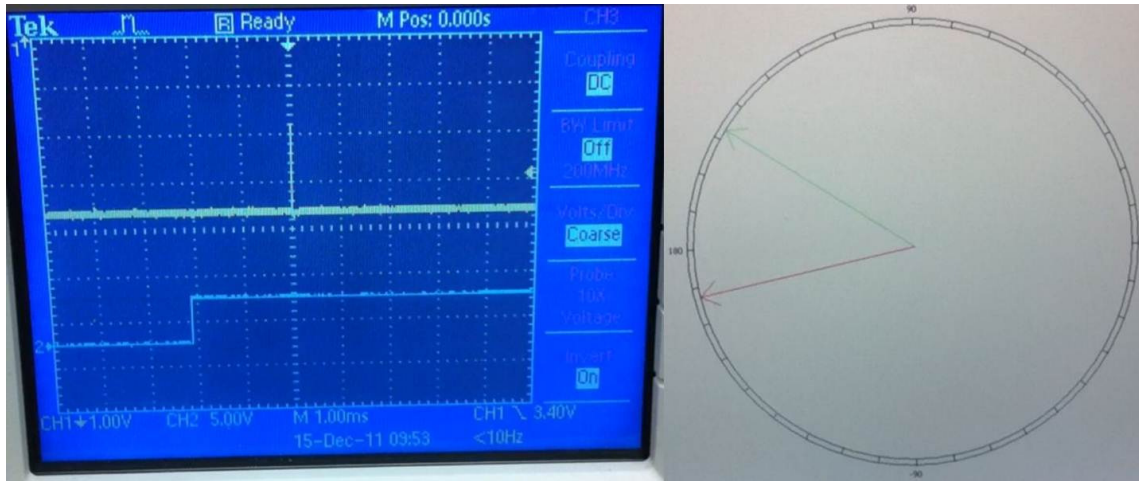 Tek R Ready M Pos: 0.000s CH3
1
Coupling
DC
BW Limit
Off
200MHz
Volts/Div
Coarse
Probe
10X
Voltage
Invert
On
2
CH1 1.00V CH2 5.00V M 1.00ms CH1 3.40V
15-Dec-11 09:53 <10Hz
90
180
-90